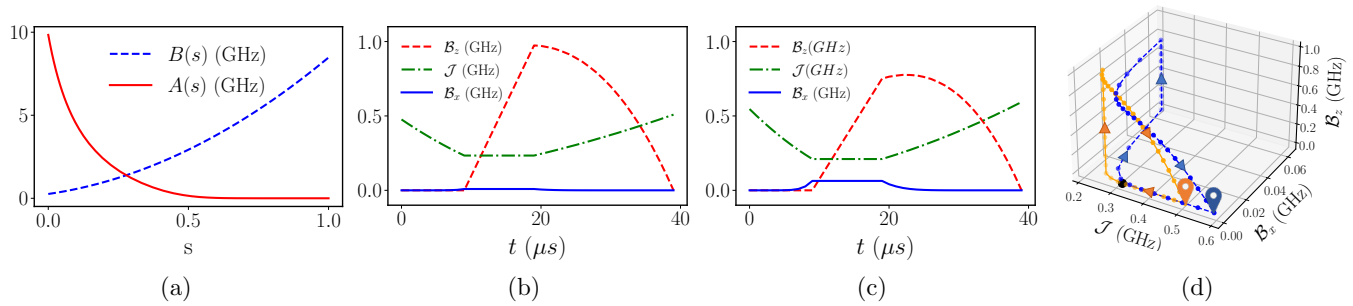 10
5
0
0.0
0.5
1.0
s
B(s) (GHz)
A(s) (GHz)
(a)
1.0
0.5
0.0
0
20
40
t (μs)
ℬz (GHz)
𝒥 (GHz)
ℬx (GHz)
(b)
1.0
0.5
0.0
0
20
40
t (μs)
ℬz(GHz)
𝒥(GHz)
ℬx (GHz)
(c)
1.0
0.8
0.6
0.4
0.2
0.0
ℬz (GHz)
0.06
0.04
0.02
0.00
ℬx (GHz)
0.2
0.3
0.4
0.5
0.6
𝒥 (GHz)
(d)